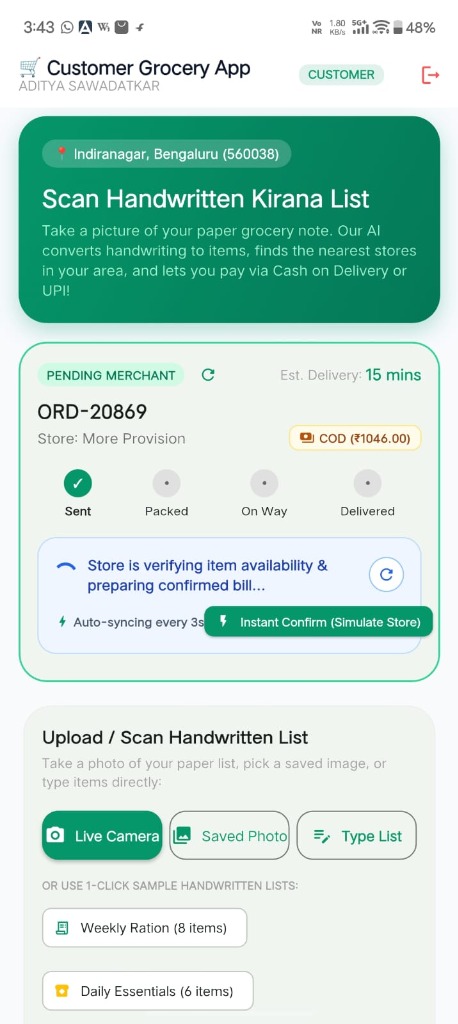 3:43
Vo NR
1.80 KB/s
5G+
48%
Customer Grocery App
CUSTOMER
ADITYA SAWADATKAR
Indiranagar, Bengaluru (560038)
Scan Handwritten Kirana List
Take a picture of your paper grocery note. Our AI
converts handwriting to items, finds the nearest stores
in your area, and lets you pay via Cash on Delivery or
UPI!
PENDING MERCHANT
Est. Delivery: 15 mins
ORD-20869
Store: More Provision
COD (₹1046.00)
Sent
Packed
On Way
Delivered
Store is verifying item availability &
preparing confirmed bill...
Auto-syncing every 3s
Instant Confirm (Simulate Store)
Upload / Scan Handwritten List
Take a photo of your paper list, pick a saved image, or
type items directly:
Live Camera
Saved Photo
Type List
OR USE 1-CLICK SAMPLE HANDWRITTEN LISTS:
Weekly Ration (8 items)
Daily Essentials (6 items)